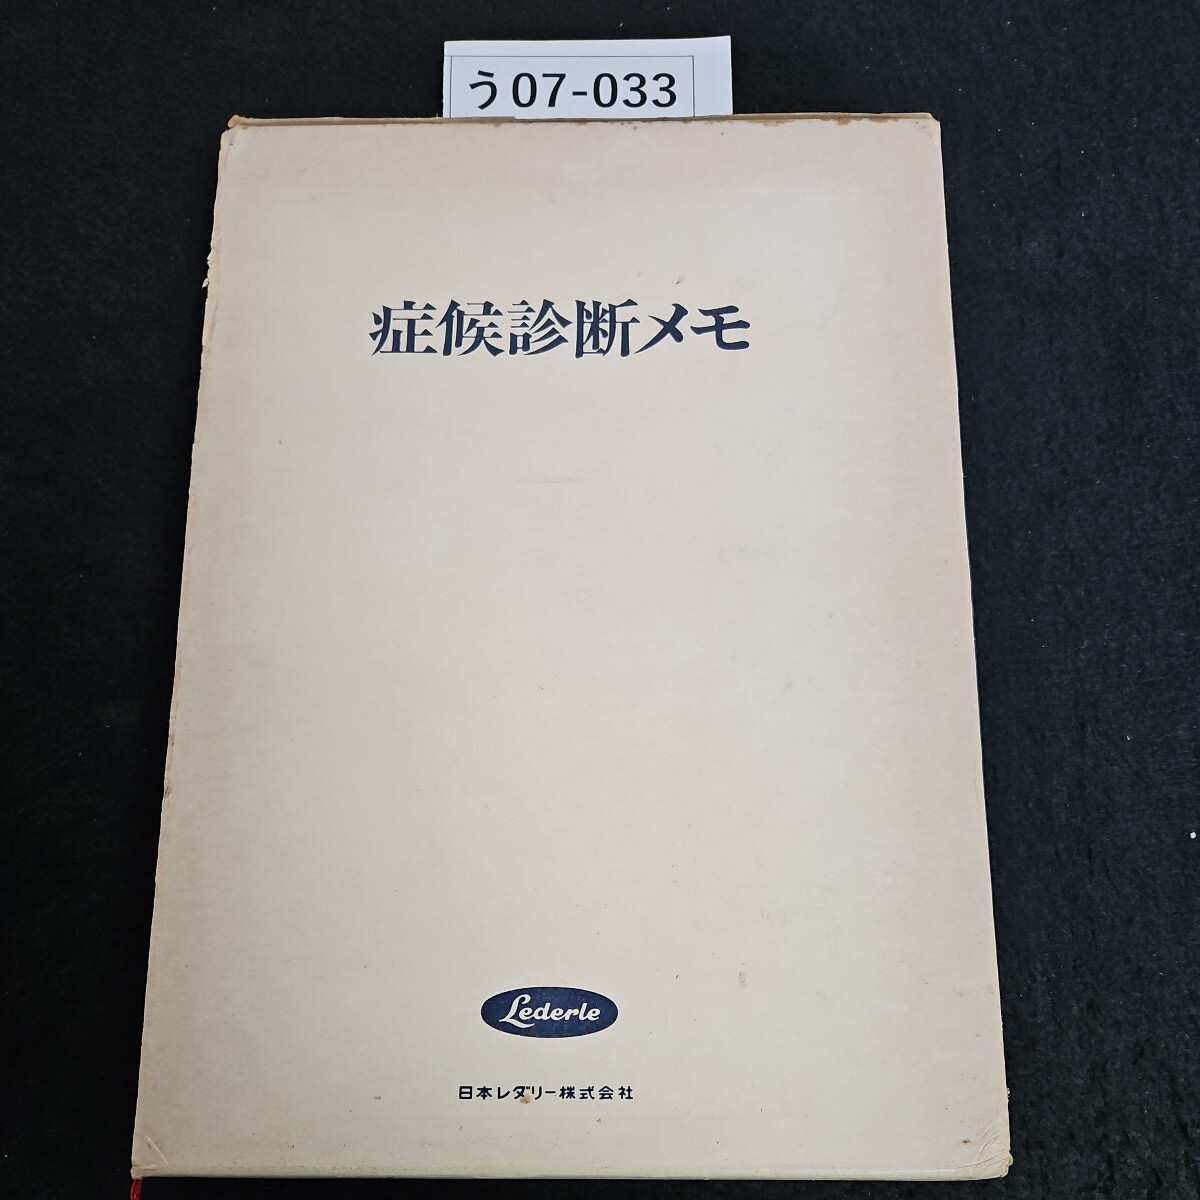 う07-033
症候診断メモ
Lederle
日本レダリー株式会社